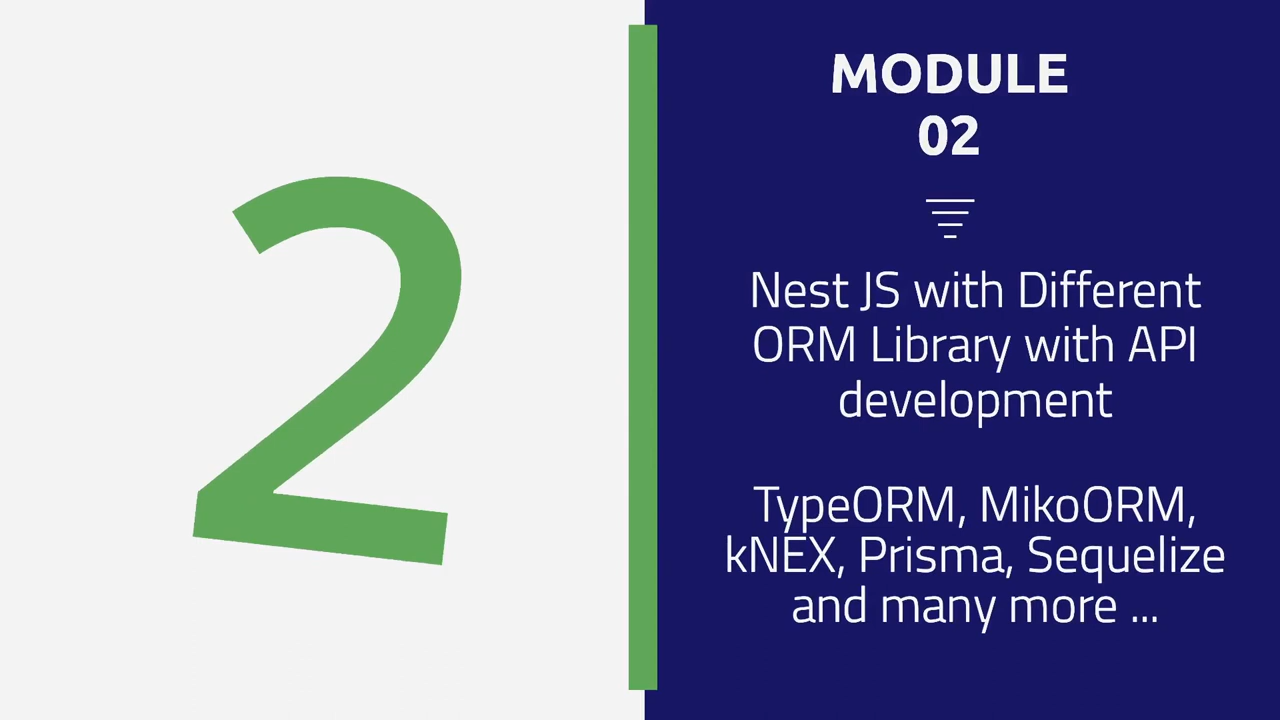 2
MODULE
02
Nest JS with Different
ORM Library with API
development
TypeORM, MikoORM,
kNEX, Prisma, Sequelize
and many more ...